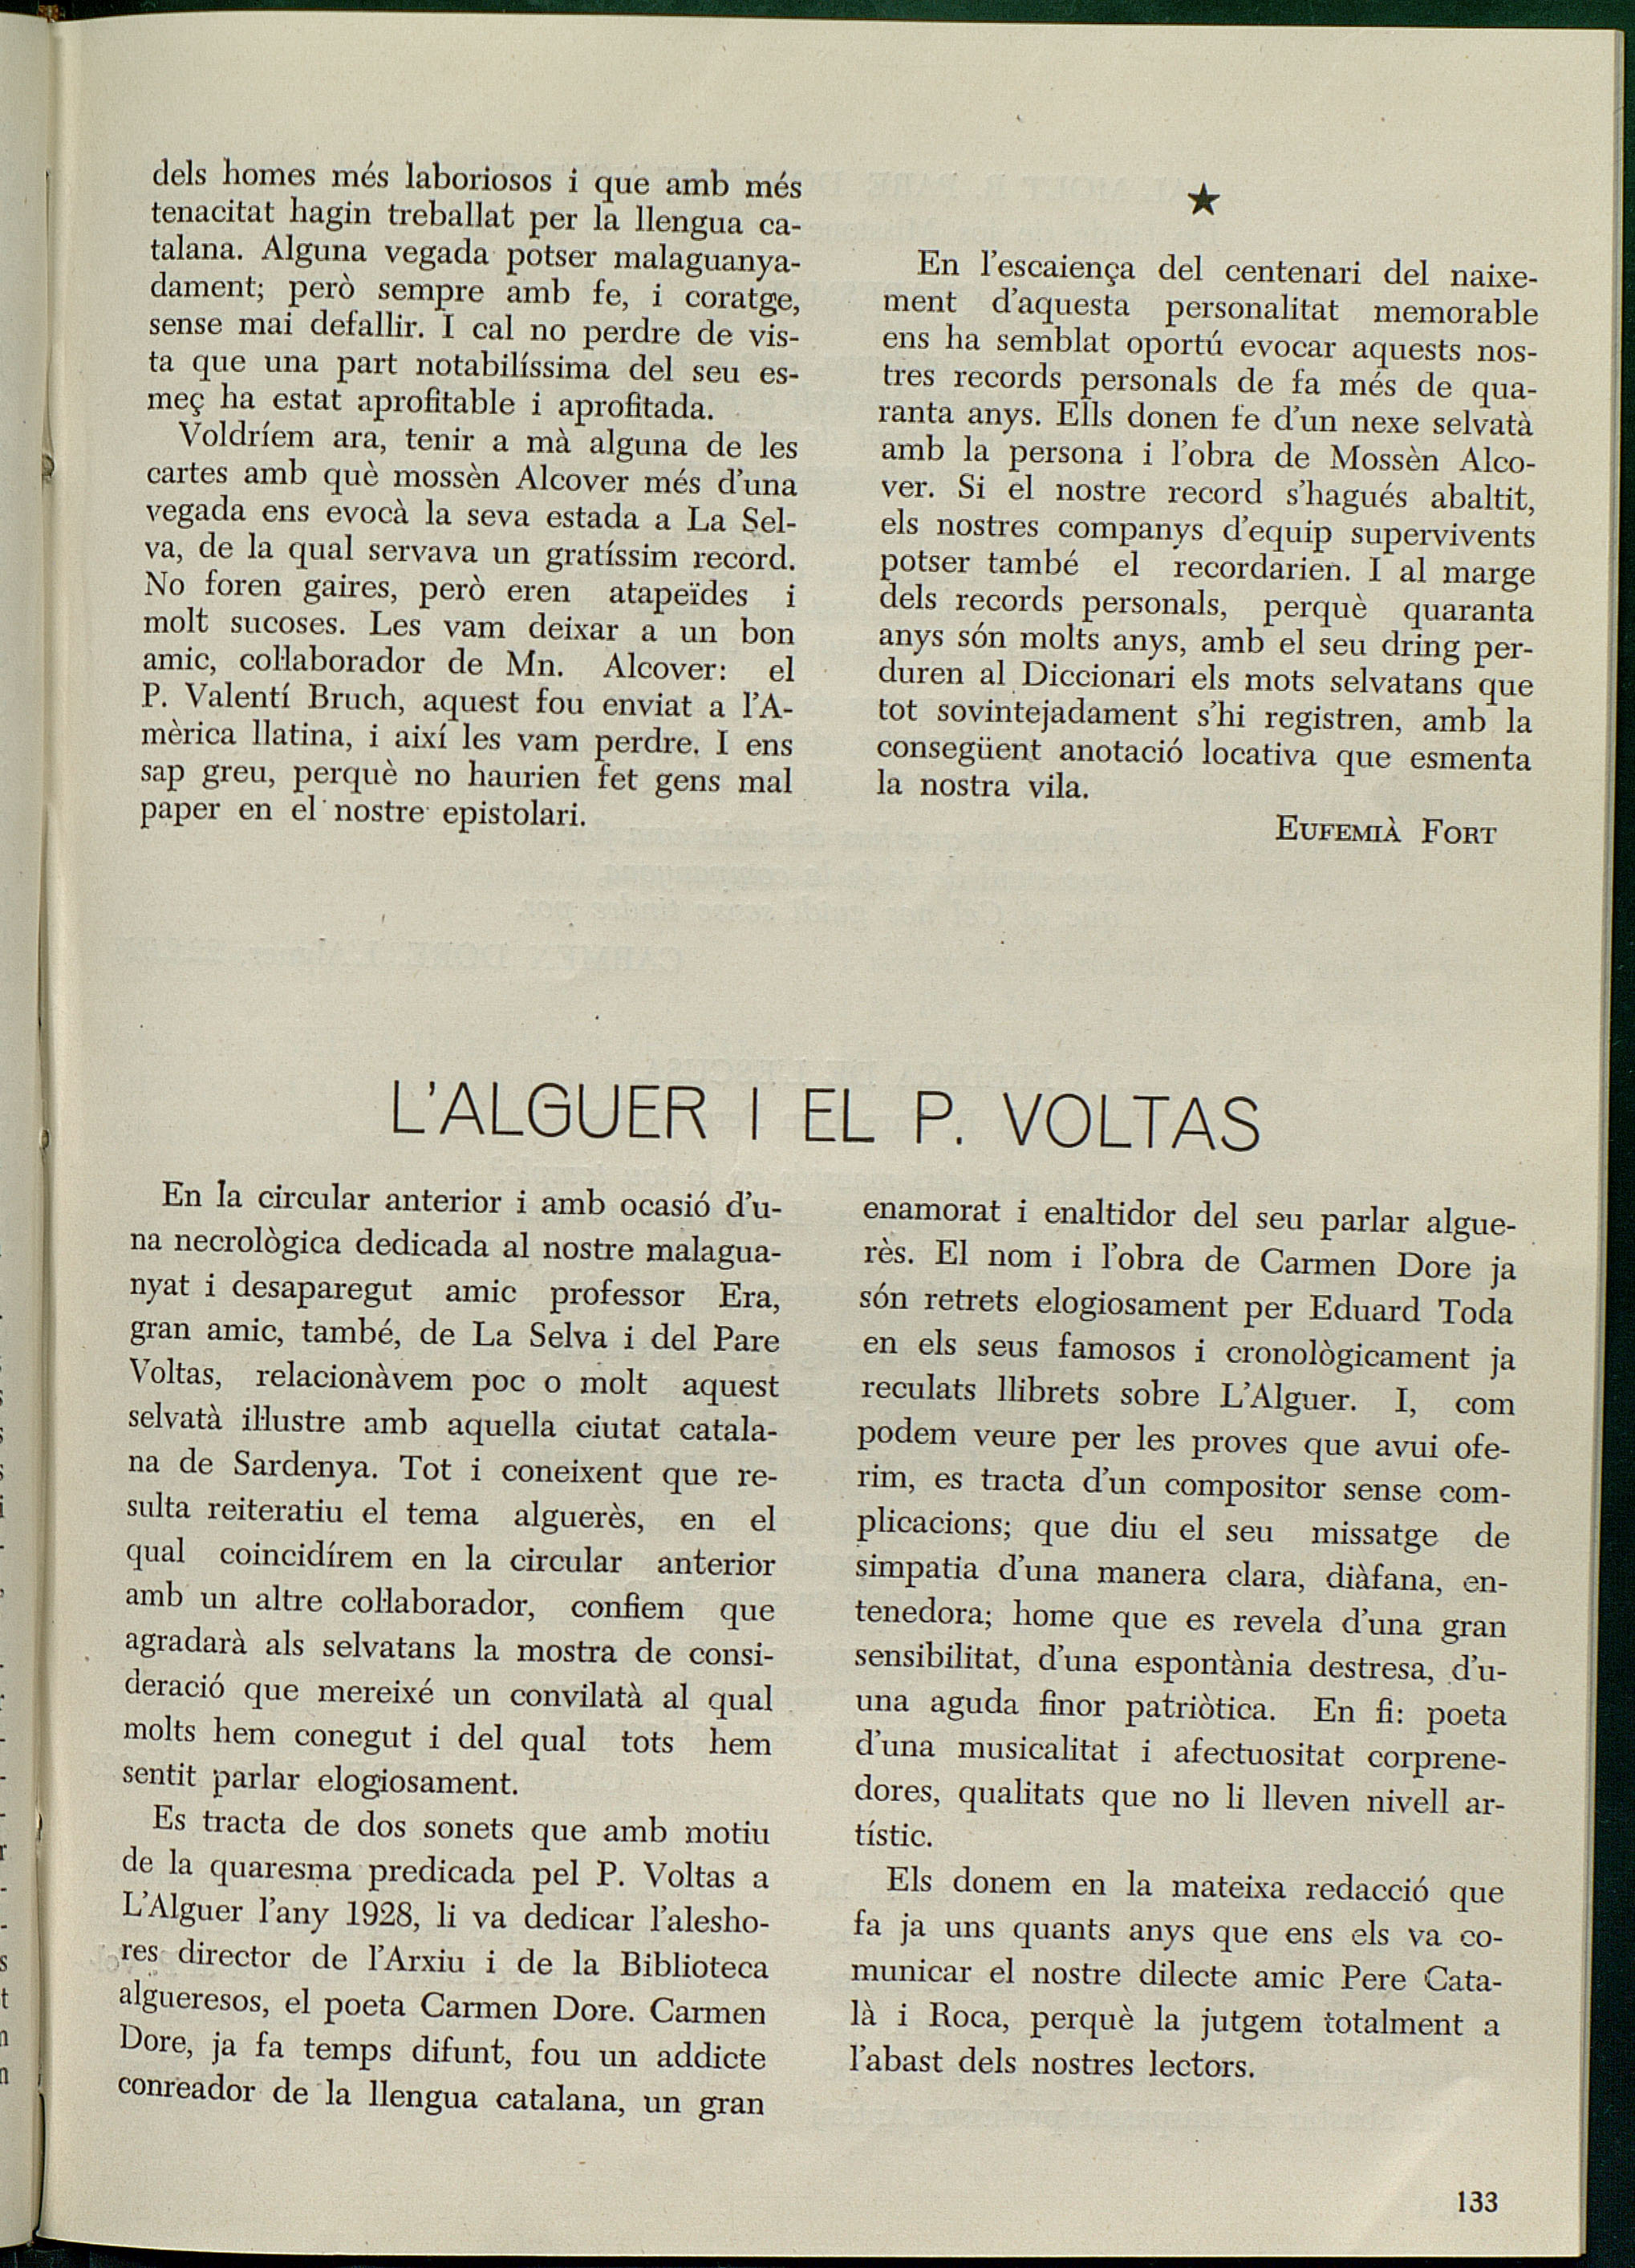 dels homes més laboriosos i que amb més
tenacitat hagin treballat per la llengua ca-
talana. Alguna vegada potser malaguanya-
dament; però sempre amb fe, i coratge,
sense mai defallir. I cal no perdre de vis-
ta que una part notabilíssima del seu es-
meç ha estat aprofitable i aprofitada.
Voldríem ara, tenir a mà alguna de les
cartes amb què mossèn Alcover més d'una
vegada ens evocà la seva estada a La Sel-
va, de la qual servava un gratíssim record.
No foren gaires, però eren atapeïdes i
molt sucoses. Les vam deixar a un bon
amic, col·laborador de Mn. Alcover: el
P. Valentí Bruch, aquest fou enviat a l'A-
mèrica llatina, i així les vam perdre. I ens
sap greu, perquè no haurien fet gens mal
paper en el nostre epistolari.
★
En l'escaiença del centenari del naixe-
ment d'aquesta personalitat memorable
ens ha semblat oportú evocar aquests nos-
tres records personals de fa més de qua-
ranta anys. Ells donen fe d'un nexe selvatà
amb la persona i l'obra de Mossèn Alco-
ver. Si el nostre record s'hagués abaltit,
els nostres companys d'equip supervivents
potser també el recordarien. I al marge
dels records personals, perquè quaranta
anys són molts anys, amb el seu dring per-
duren al Diccionari els mots selvatans que
tot sovintejadament s'hi registren, amb la
consegüent anotació locativa que esmenta
la nostra vila.
Eufemià Fort
L'ALGUER I EL P. VOLTAS
En la circular anterior i amb ocasió d'u-
na necrològica dedicada al nostre malagua-
nyat i desaparegut amic professor Era,
gran amic, també, de La Selva i del Pare
Voltas, relacionàvem poc o molt aquest
selvatà il·lustre amb aquella ciutat catala-
na de Sardenya. Tot i coneixent que re-
sulta reiteratiu el tema alguerès, en el
qual coincidírem en la circular anterior
amb un altre col·laborador, confiem que
agradarà als selvatans la mostra de consi-
deració que mereixé un convilatà al qual
molts hem conegut i del qual tots hem
sentit parlar elogiosament.
Es tracta de dos sonets que amb motiu
de la quaresma predicada pel P. Voltas a
L'Alguer l'any 1928, li va dedicar l'alesho-
res director de l'Arxiu i de la Biblioteca
algueresos, el poeta Carmen Dore. Carmen
Dore, ja fa temps difunt, fou un addicte
conreador de la llengua catalana, un gran
enamorat i enaltidor del seu parlar algue-
rès. El nom i l'obra de Carmen Dore ja
són retrets elogiosament per Eduard Toda
en els seus famosos i cronològicament ja
reculats llibrets sobre L'Alguer. I, com
podem veure per les proves que avui ofe-
rim, es tracta d'un compositor sense com-
plicacions; que diu el seu missatge de
simpatia d'una manera clara, diàfana, en-
tenedora; home que es revela d'una gran
sensibilitat, d'una espontània destresa, d'u-
una aguda finor patriòtica. En fi: poeta
d'una musicalitat i afectuositat corprene-
dores, qualitats que no li lleven nivell ar-
tístic.
Els donem en la mateixa redacció que
fa ja uns quants anys que ens els va co-
municar el nostre dilecte amic Pere Cata-
là i Roca, perquè la jutgem totalment a
l'abast dels nostres lectors.
133